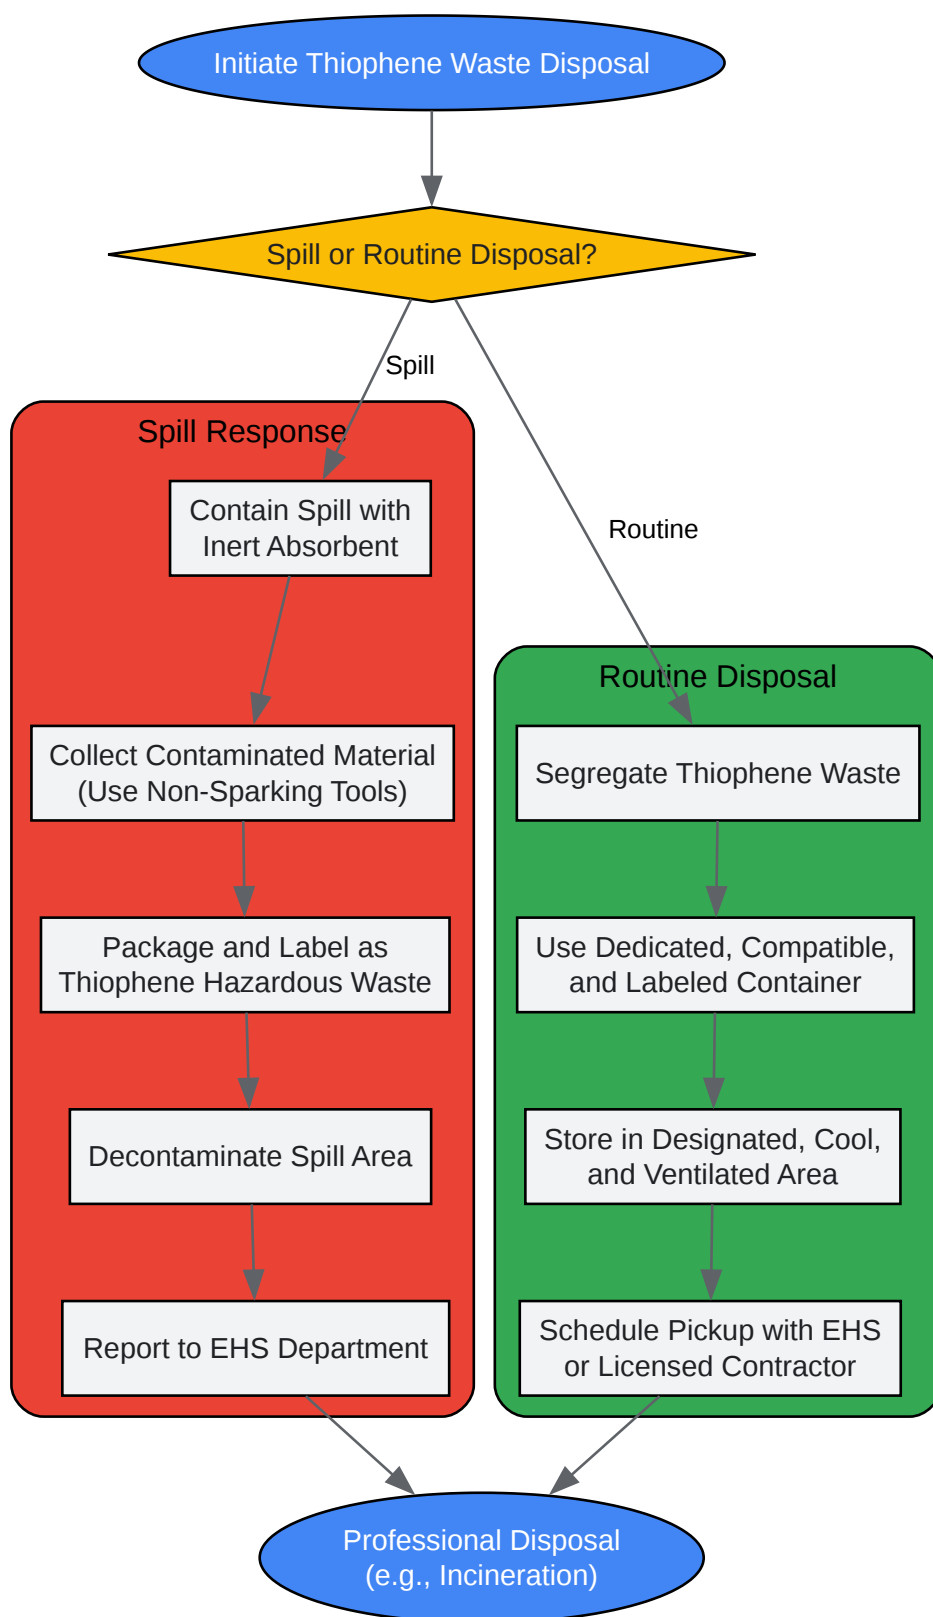 Initiate Thiophene Waste Disposal
Spill or Routine Disposal?
Spill
Spill Response
Contain Spill with
Inert Absorbent
Collect Contaminated Material
(Use Non-Sparking Tools)
Package and Label as
Thiophene Hazardous Waste
Decontaminate Spill Area
Report to EHS Department
Routine
Routine Disposal
Segregate Thiophene Waste
Use Dedicated, Compatible,
and Labeled Container
Store in Designated, Cool,
and Ventilated Area
Schedule Pickup with EHS
or Licensed Contractor
Professional Disposal
(e.g., Incineration)